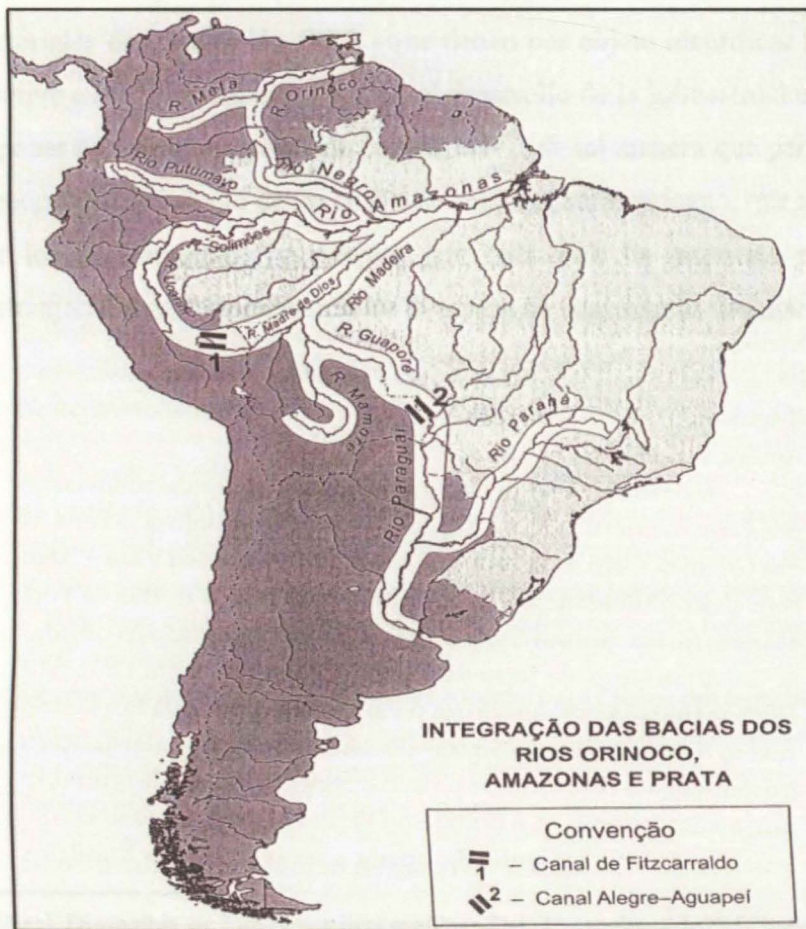 R. Meta
R. Orinoco
Rio Negro
Amazonas
Rio Putumayo
Rio
R. Solimões
R. Madre de Dios
Rio Madeira
1
R. Guaporé
2
R. Mamoré
Rio Paraguai
Rio Paraná
INTEGRAÇÃO DAS BACIAS DOS
RIOS ORINOCO,
AMAZONAS E PRATA
Convenção
1 – Canal de Fitzcarraldo
2 – Canal Alegre–Aguapeí